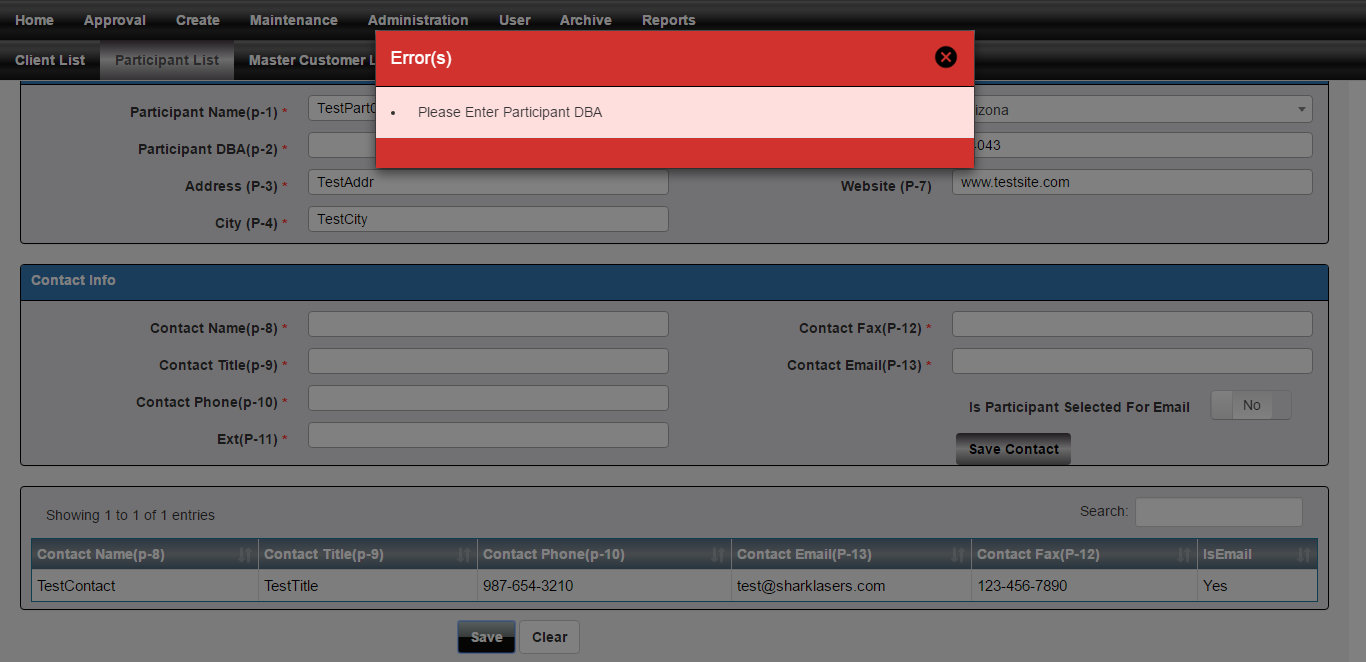 Home Approval Create Maintenance Administration User Archive Reports
Client List Participant List Master Customer
Error(s)
• Please Enter Participant DBA
Participant Name(p-1) *
Participant DBA(p-2) *
Address (P-3) * TestAddr
City (P-4) * TestCity
Website (P-7) www.testsite.com
Contact Info
Contact Name(p-8) *
Contact Title(p-9) *
Contact Phone(p-10) *
Ext(P-11) *
Contact Fax(P-12) *
Contact Email(P-13) *
Is Participant Selected For Email No
Save Contact
Showing 1 to 1 of 1 entries
Search:
Contact Name(p-8) Contact Title(p-9) Contact Phone(p-10) Contact Email(P-13) Contact Fax(P-12) IsEmail
TestContact TestTitle 987-654-3210 test@sharklasers.com 123-456-7890 Yes
Save Clear